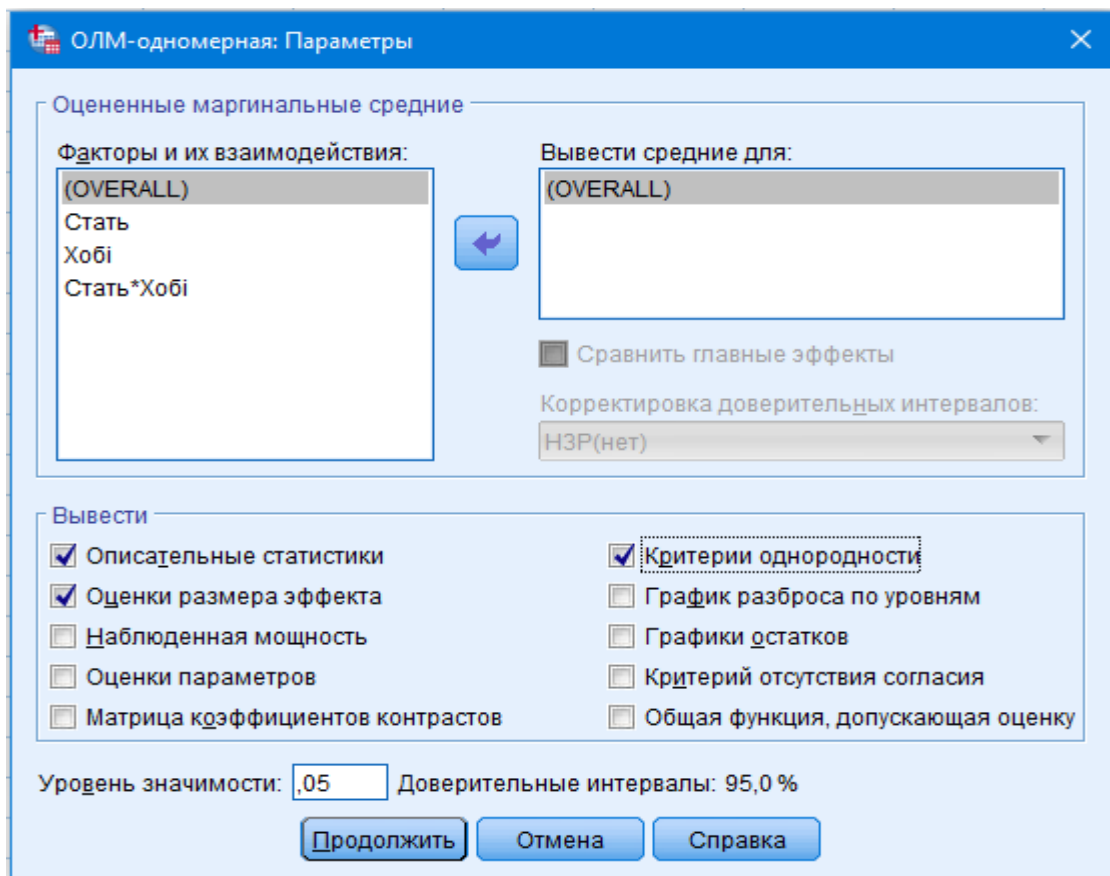 ОЛМ-одномерная: Параметры
Оцененные маргинальные средние
Факторы и их взаимодействия:
(OVERALL)
Стать
Хобі
Стать*Хобі
Вывести средние для:
(OVERALL)
Сравнить главные эффекты
Корректировка доверительных интервалов:
НЗР(нет)
Вывести
Описательные статистики
Оценки размера эффекта
Наблюденная мощность
Оценки параметров
Матрица коэффициентов контрастов
Критерии однородности
График разброса по уровням
Графики остатков
Критерий отсутствия согласия
Общая функция, допускающая оценку
Уровень значимости: ,05 Доверительные интервалы: 95,0 %
Продолжить Отмена Справка